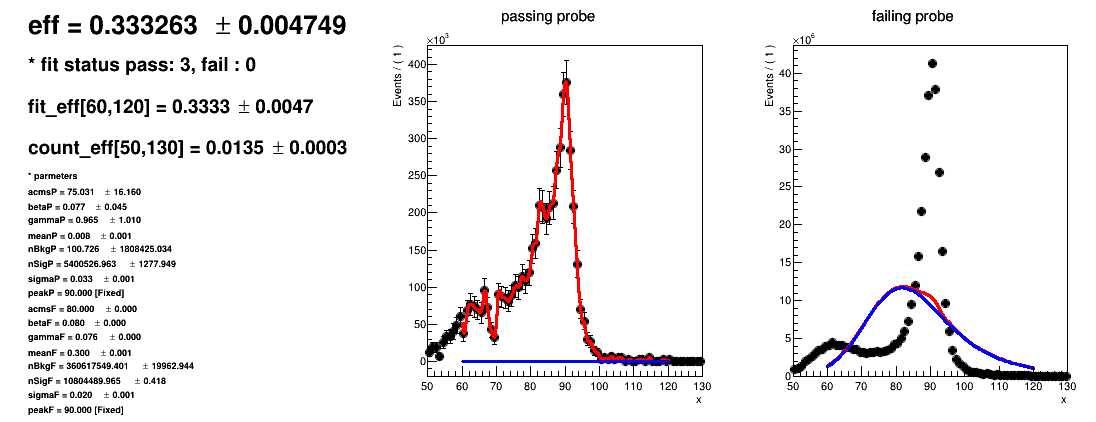 eff = 0.333263 ± 0.004749
* fit status pass: 3, fail : 0
fit_eff[60,120] = 0.3333 ± 0.0047
count_eff[50,130] = 0.0135 ± 0.0003
* parmeters
acmsP = 75.031 ± 16.160
betaP = 0.077 ± 0.045
gammaP = 0.965 ± 1.010
meanP = 0.008 ± 0.001
nBkgP = 100.726 ± 1808425.034
nSigP = 5400526.963 ± 1277.949
sigmaP = 0.033 ± 0.001
peakP = 90.000 [Fixed]
acmsF = 80.000 ± 0.000
betaF = 0.080 ± 0.000
gammaF = 0.076 ± 0.000
meanF = 0.300 ± 0.001
nBkgF = 360617549.401 ± 19962.944
nSigF = 10804489.965 ± 0.418
sigmaF = 0.020 ± 0.001
peakF = 90.000 [Fixed]
passing probe
×10³
Events / ( 1 )
400
350
300
250
200
150
100
50
0
50 60 70 80 90 100 110 120 130
x
failing probe
×10⁶
Events / ( 1 )
40
35
30
25
20
15
10
5
0
50 60 70 80 90 100 110 120 130
x